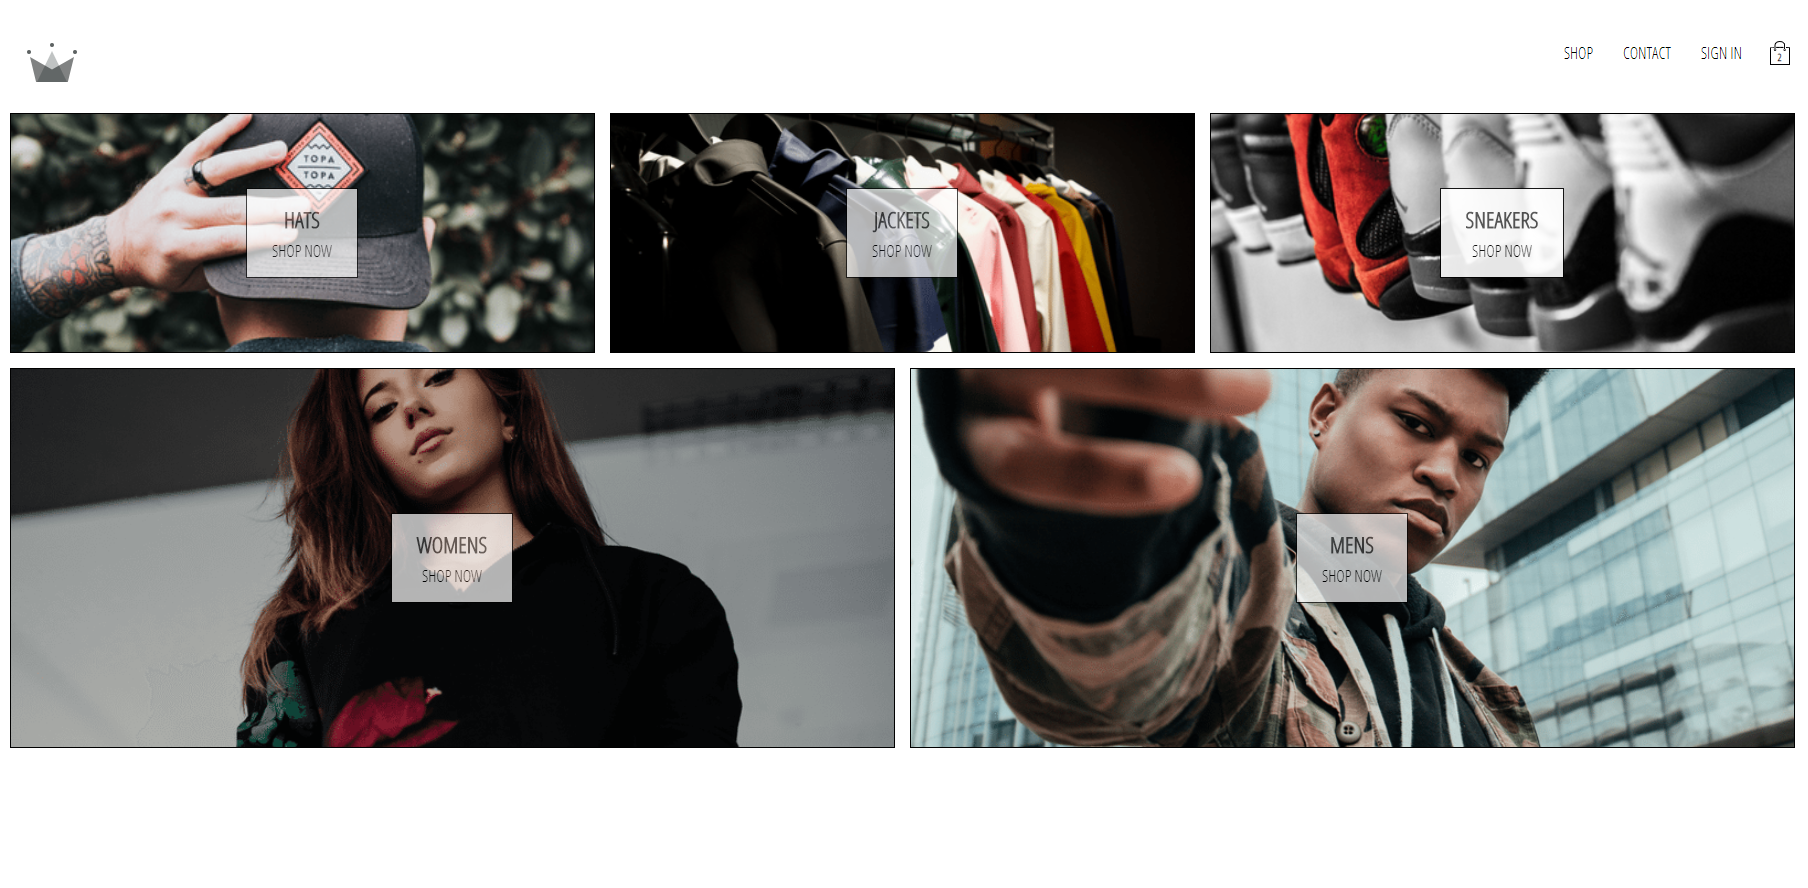 SHOP
CONTACT
SIGN IN
2
TOPA
TOPA
HATS
SHOP NOW
JACKETS
SHOP NOW
SNEAKERS
SHOP NOW
WOMENS
SHOP NOW
MENS
SHOP NOW